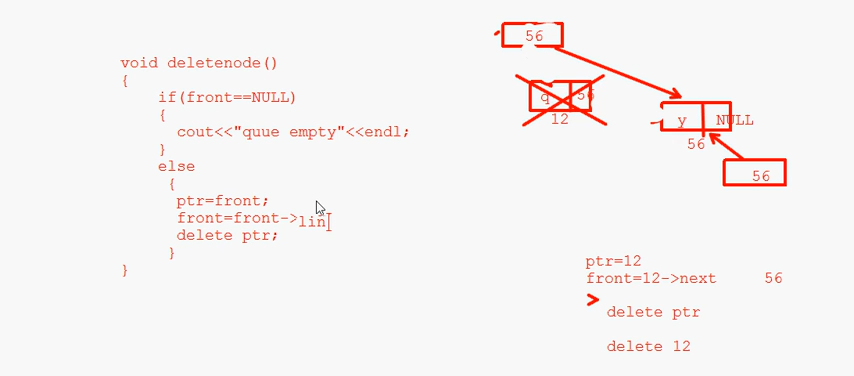 void deletenode()
{
if(front==NULL)
{
cout<<"quue empty"<<endl;
}
else
{
ptr=front;
front=front->lin
delete ptr;
}
}
56
q 56
12
y NULL
56
56
ptr=12
front=12->next 56
>
delete ptr
delete 12